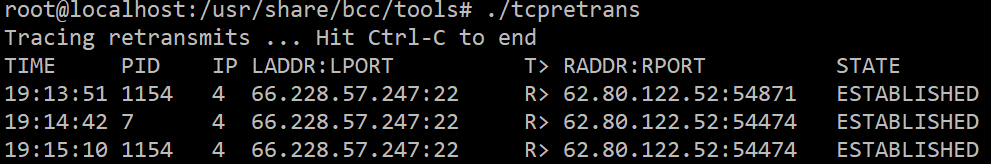 root@localhost:/usr/share/bcc/tools# ./tcpretrans
Tracing retransmits ... Hit Ctrl-C to end
TIME     PID    IP LADDR:LPORT          T> RADDR:RPORT          STATE
19:13:51 1154   4  66.228.57.247:22     R> 62.80.122.52:54871   ESTABLISHED
19:14:42 7      4  66.228.57.247:22     R> 62.80.122.52:54474   ESTABLISHED
19:15:10 1154   4  66.228.57.247:22     R> 62.80.122.52:54474   ESTABLISHED